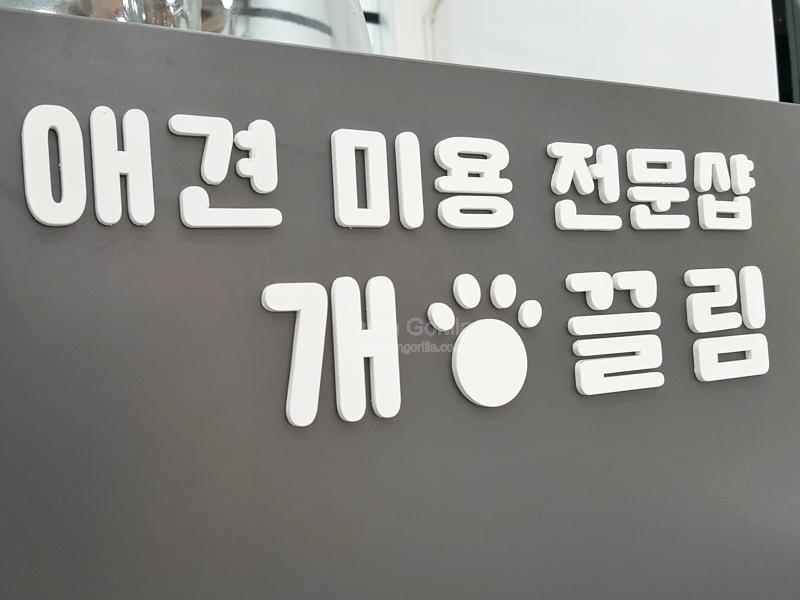 애견 미용 전문샵
개 끌림